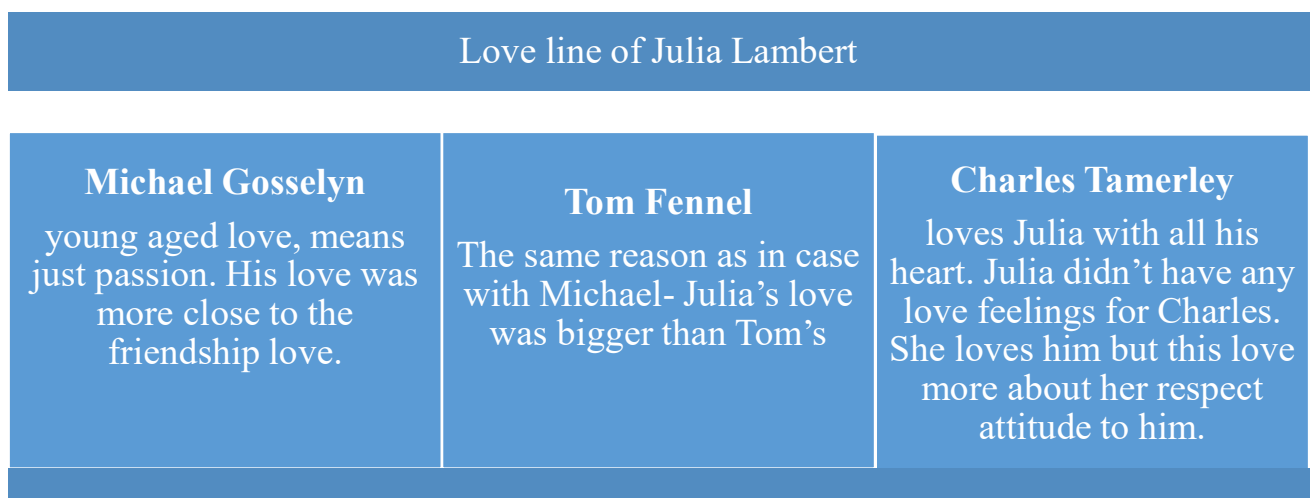 Love line of Julia Lambert
Michael Gosselyn
young aged love, means
just passion. His love was
more close to the
friendship love.
Tom Fennel
The same reason as in case
with Michael- Julia’s love
was bigger than Tom’s
Charles Tamerley
loves Julia with all his
heart. Julia didn’t have any
love feelings for Charles.
She loves him but this love
more about her respect
attitude to him.